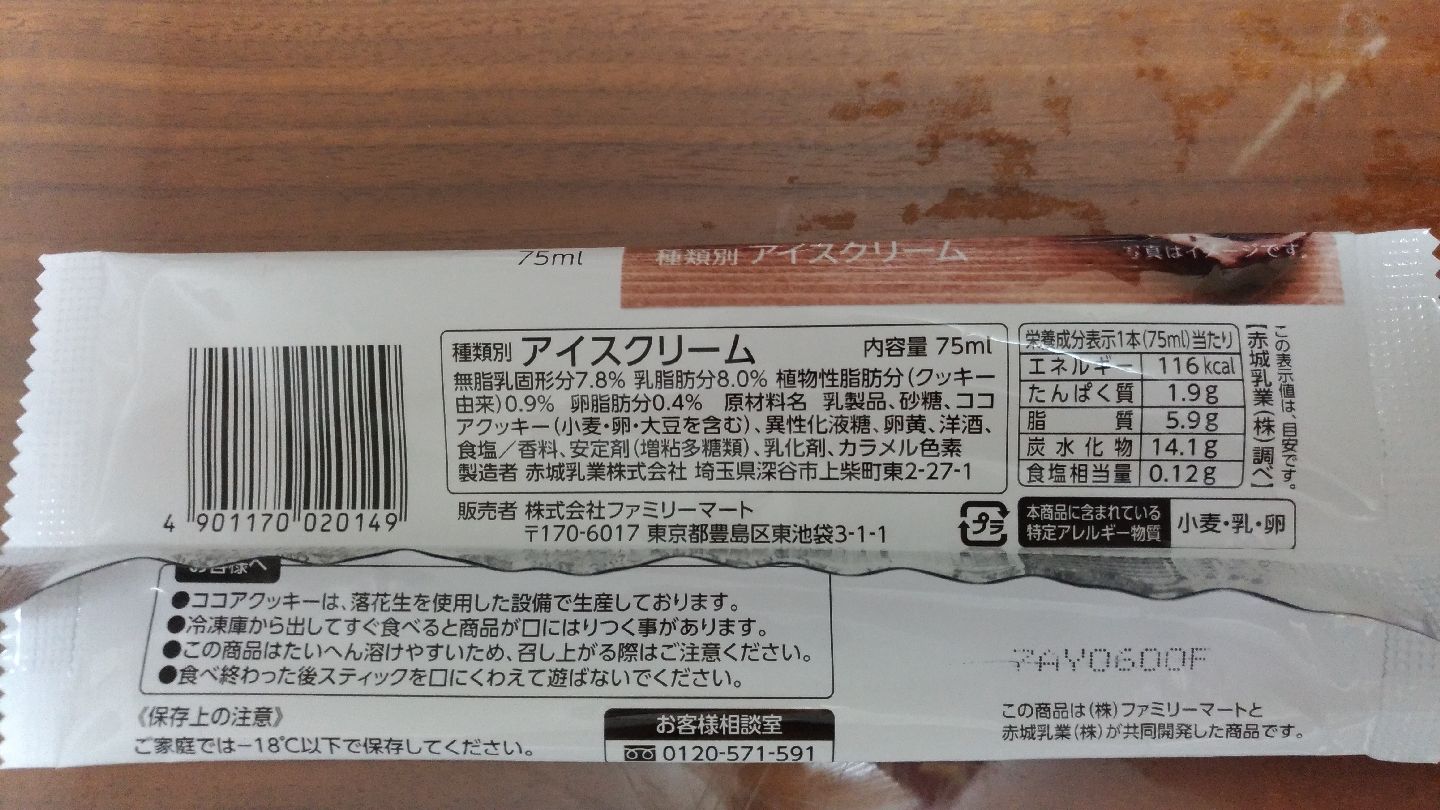 75ml
種類別 アイスクリーム
写真はイメージです。
種類別 アイスクリーム 内容量 75ml
無脂乳固形分7.8% 乳脂肪分8.0% 植物性脂肪分(クッキー
由来)0.9% 卵脂肪分0.4% 原材料名 乳製品、砂糖、ココ
アクッキー(小麦・卵・大豆を含む)、異性化液糖、卵黄、洋酒、
食塩/香料、安定剤(増粘多糖類)、乳化剤、カラメル色素
製造者 赤城乳業株式会社 埼玉県深谷市上柴町東2-27-1
販売者 株式会社ファミリーマート
〒170-6017 東京都豊島区東池袋3-1-1
栄養成分表示1本(75ml)当たり
エネルギー 116kcal
たんぱく質 1.9g
脂質 5.9g
炭水化物 14.1g
食塩相当量 0.12g
この表示値は、目安です。
【赤城乳業(株)調べ】
プラ
本商品に含まれている
特定アレルギー物質
小麦・乳・卵
4 901170 020149
お客様へ
●ココアクッキーは、落花生を使用した設備で生産しております。
●冷凍庫から出してすぐ食べると商品が口にはりつく事があります。
●この商品はたいへん溶けやすいため、召し上がる際はご注意ください。
●食べ終わった後スティックを口にくわえて遊ばないでください。
《保存上の注意》
ご家庭では-18℃以下で保存してください。
お客様相談室
0120-571-591
7AY0600F
この商品は(株)ファミリーマートと
赤城乳業(株)が共同開発した商品です。